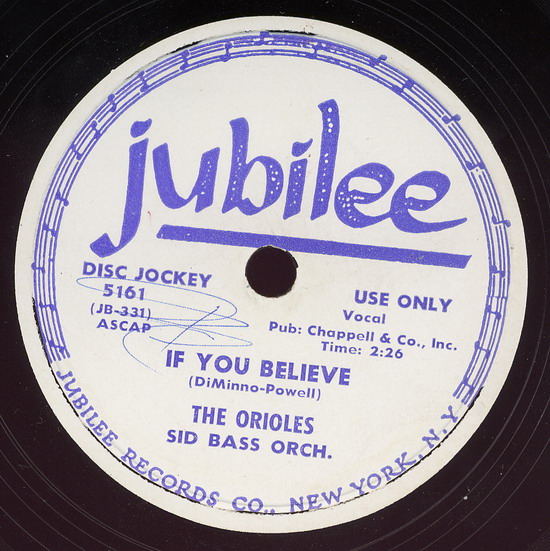 jubilee
DISC JOCKEY
5161
(JB-331)
ASCAP
USE ONLY
Vocal
Pub: Chappell & Co., Inc.
Time: 2:26
IF YOU BELIEVE
(DiMinno-Powell)
THE ORIOLES
SID BASS ORCH.
JUBILEE RECORDS CO., NEW YORK, N.Y.